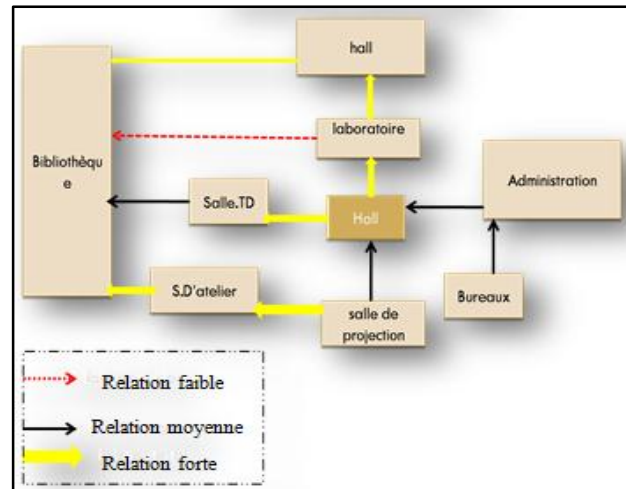 hall
laboratoire
Bibliothèqu
e
Administration
Salle.TD
Hall
S.D'atelier
Bureaux
salle de
projection
Relation faible
Relation moyenne
Relation forte